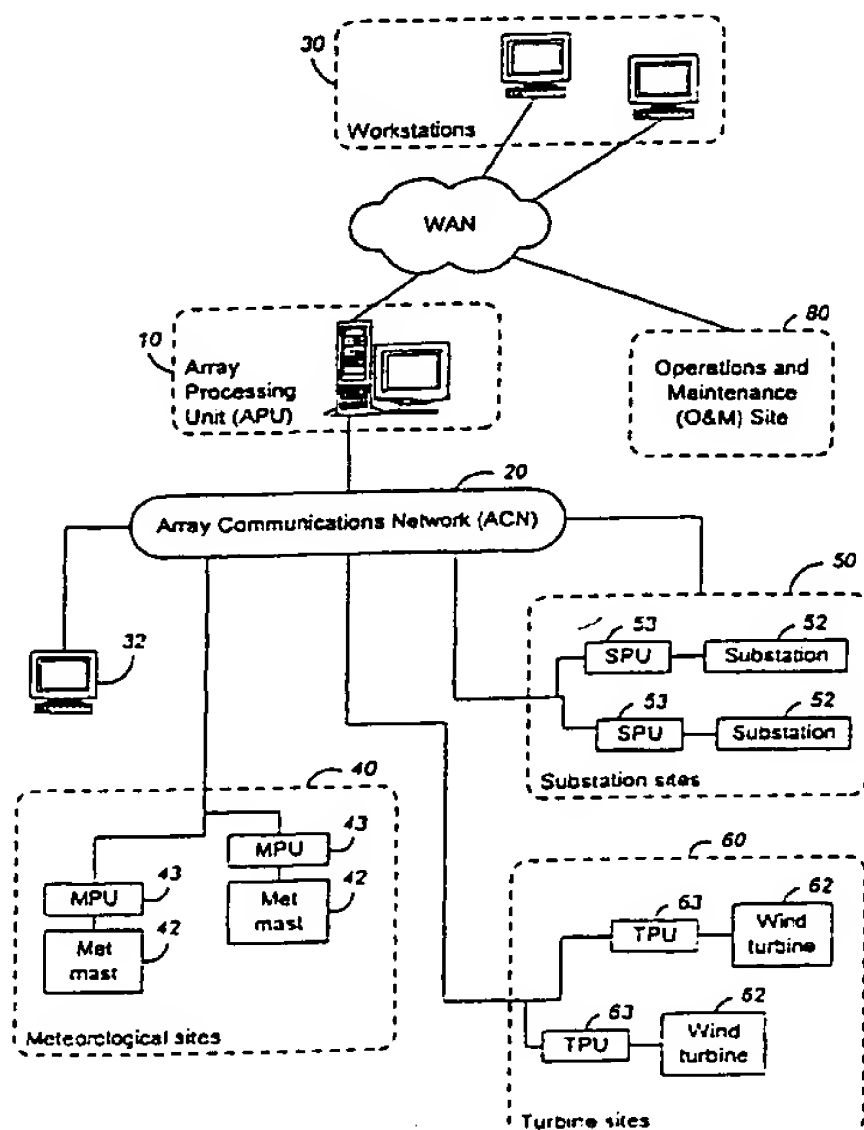 30
Workstations
WAN
10
Array
Processing
Unit (APU)
80
Operations and
Maintenance
(O&M) Site
20
Array Communications Network (ACN)
32
50
53
SPU
52
Substation
53
SPU
52
Substation
Substation sites
40
MPU
43
Met
mast
42
MPU
43
Met
mast
42
Meteorological sites
60
63
TPU
62
Wind
turbine
63
TPU
62
Wind
turbine
Turbine sites